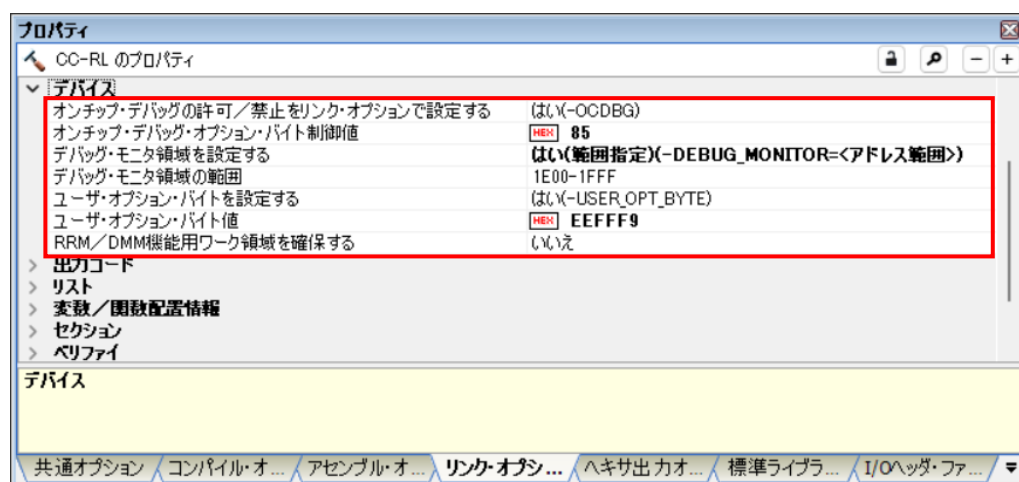 プロパティ
CC-RL のプロパティ
デバイス
オンチップ・デバッグの許可／禁止をリンク・オプションで設定する はい(-OCDBG)
オンチップ・デバッグ・オプション・バイト制御値 HEX 85
デバッグ・モニタ領域を設定する はい(範囲指定)(-DEBUG_MONITOR=<アドレス範囲>)
デバッグ・モニタ領域の範囲 1E00-1FFF
ユーザ・オプション・バイトを設定する はい(-USER_OPT_BYTE)
ユーザ・オプション・バイト値 HEX EEFFF9
RRM／DMM機能用ワーク領域を確保する いいえ
出力コード
リスト
変数／関数配置情報
セクション
ベリファイ
デバイス
共通オプション コンパイル・オ... アセンブル・オ... リンク・オプシ... ヘキサ出力オ... 標準ライブラ... I/Oヘッダ・ファ...